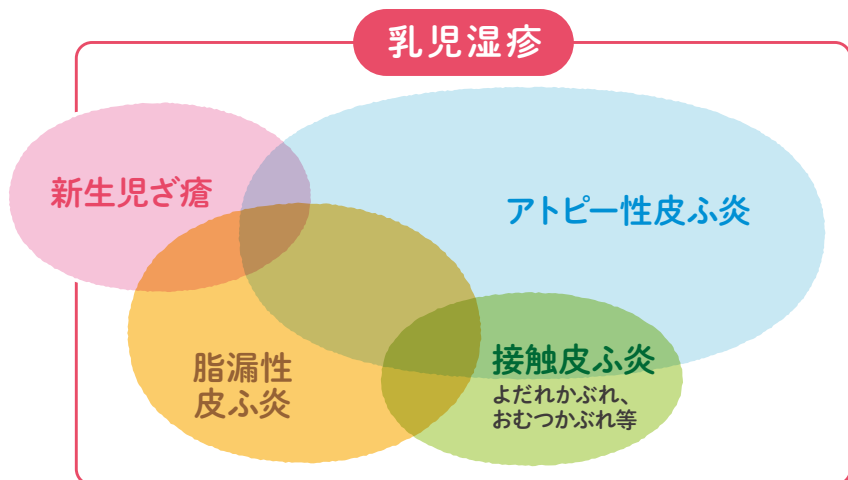 乳児湿疹
新生児ざ瘡
アトピー性皮ふ炎
脂漏性
皮ふ炎
接触皮ふ炎
よだれかぶれ、
おむつかぶれ等